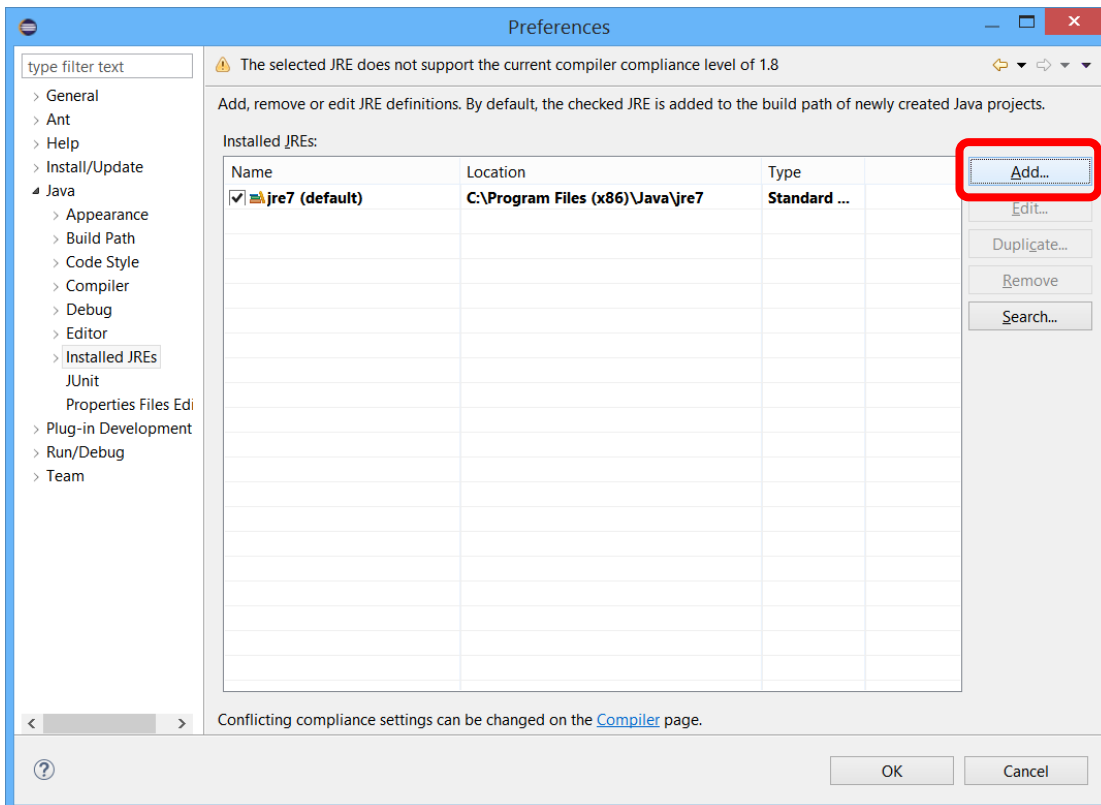 Preferences
type filter text
The selected JRE does not support the current compiler compliance level of 1.8
General
Ant
Help
Install/Update
Java
Appearance
Build Path
Code Style
Compiler
Debug
Editor
Installed JREs
JUnit
Properties Files Edi
Plug-in Development
Run/Debug
Team
Add, remove or edit JRE definitions. By default, the checked JRE is added to the build path of newly created Java projects.
Installed JREs:
Name Location Type
jre7 (default) C:\Program Files (x86)\Java\jre7 Standard ...
Add...
Edit...
Duplicate...
Remove
Search...
Conflicting compliance settings can be changed on the Compiler page.
OK Cancel